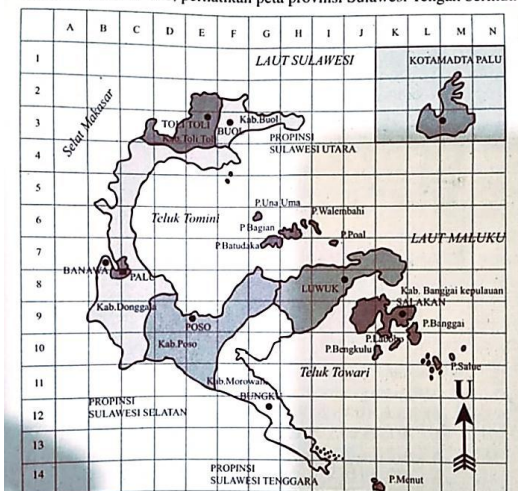 perhatikan peta provinsi Sulawesi Tengah
A B C D E F G H I J K L M N
1 LAUT SULAWESI KOTAMADTA PALU
2
Selat Makasar
3 TOLI TOLI Kab.Buol
BUOL
Kab.Toli Toli
PROPINSI
SULAWESI UTARA
4
5
P.Una Uma
P.Walembahi
6 Teluk Tomini
P.Bagian
P.Poal
LAUT MALUKU
P.Batudaka
7
BANAWA
PALU
8 LUWUK
Kab. Banggai kepulauan
SALAKAN
Kab.Donggala
9 POSO
P.Banggai
Kab.Poso
P.Labobo
10 P.Bengkulu
P.Salue
Teluk Towari
11 Kab.Morowari
BUNGKU
U
PROPINSI
SULAWESI SELATAN
12
13
PROPINSI
SULAWESI TENGGARA
14 P.Menut